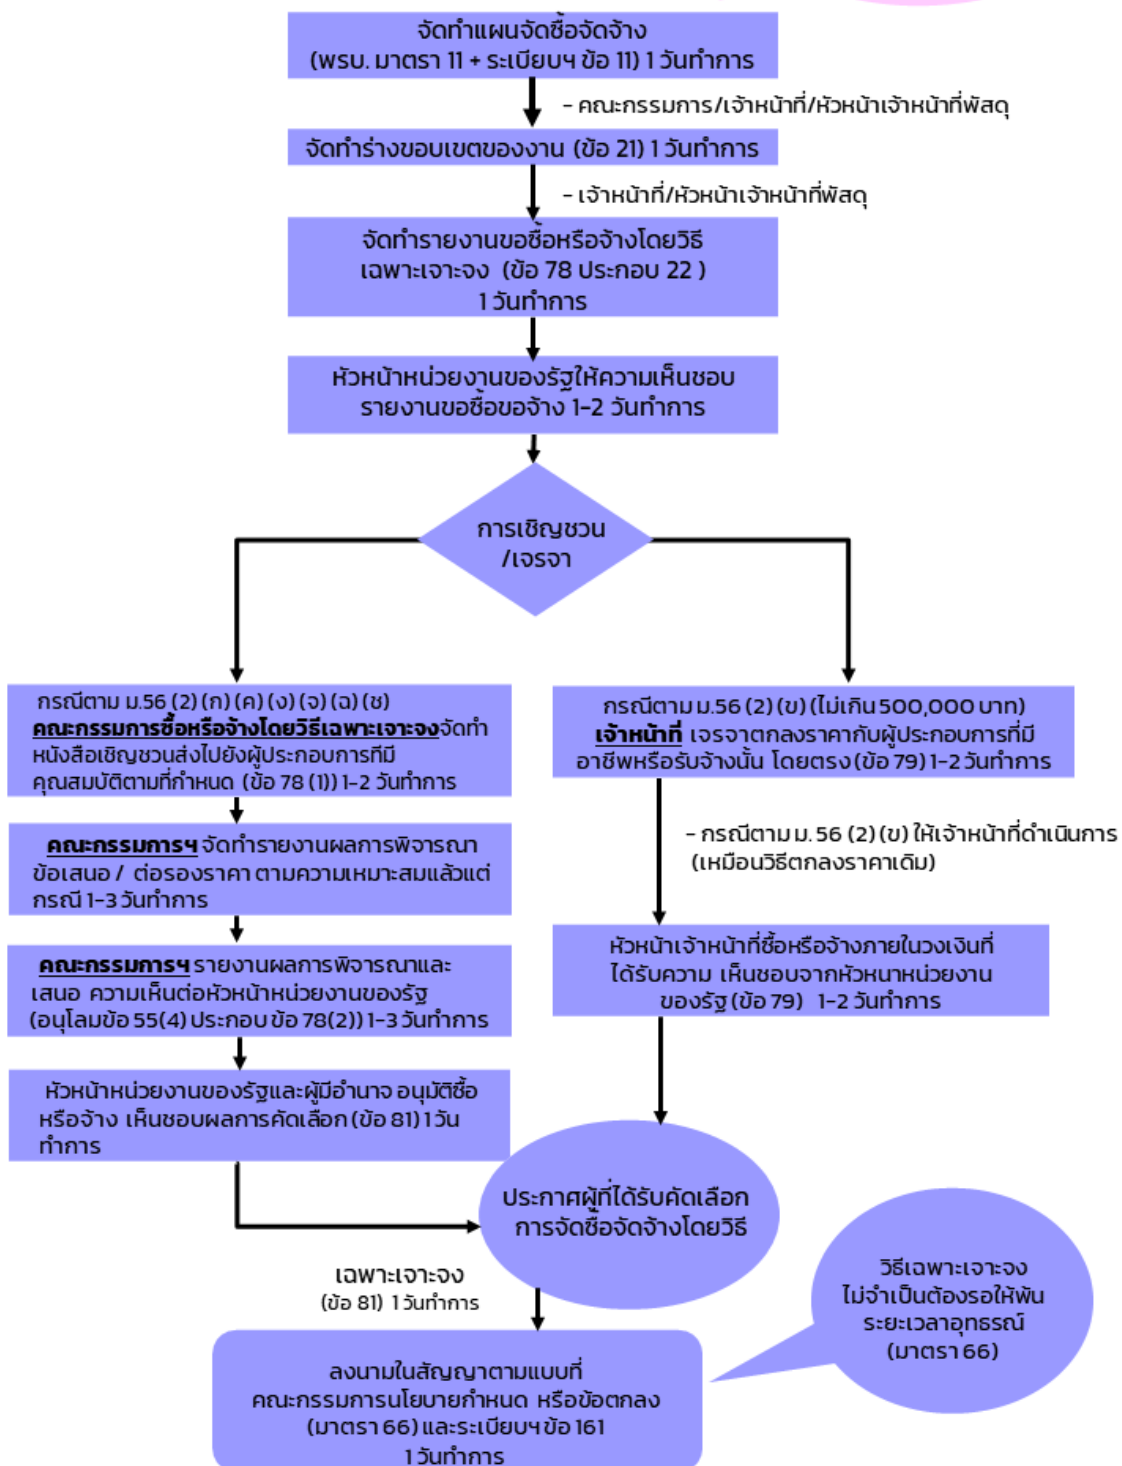 จัดทำแผนจัดซื้อจัดจ้าง
(พรบ. มาตรา 11 + ระเบียบฯ ข้อ 11) 1 วันทำการ
- คณะกรรมการ/เจ้าหน้าที่/หัวหน้าเจ้าหน้าที่พัสดุ
จัดทำร่างขอบเขตของงาน (ข้อ 21) 1 วันทำการ
- เจ้าหน้าที่/หัวหน้าเจ้าหน้าที่พัสดุ
จัดทำรายงานขอซื้อหรือจ้างโดยวิธี
เฉพาะเจาะจง (ข้อ 78 ประกอบ 22 )
1 วันทำการ
หัวหน้าหน่วยงานของรัฐให้ความเห็นชอบ
รายงานขอซื้อขอจ้าง 1-2 วันทำการ
การเชิญชวน
/เจรจา
กรณีตาม ม.56 (2) (ก) (ค) (ง) (จ) (ฉ) (ช)
คณะกรรมการซื้อหรือจ้างโดยวิธีเฉพาะเจาะจงจัดทำ
หนังสือเชิญชวนส่งไปยังผู้ประกอบการที่มี
คุณสมบัติตามที่กำหนด (ข้อ 78 (1)) 1-2 วันทำการ
คณะกรรมการฯ จัดทำรายงานผลการพิจารณา
ข้อเสนอ / ต่อรองราคา ตามความเหมาะสมแล้วแต่
กรณี 1-3 วันทำการ
คณะกรรมการฯ รายงานผลการพิจารณาและ
เสนอ ความเห็นต่อหัวหน้าหน่วยงานของรัฐ
(อนุโลมข้อ 55(4) ประกอบ ข้อ 78(2)) 1-3 วันทำการ
หัวหน้าหน่วยงานของรัฐและผู้มีอำนาจ อนุมัติซื้อ
หรือจ้าง เห็นชอบผลการคัดเลือก (ข้อ 81) 1 วัน
ทำการ
กรณีตาม ม.56 (2) (ข) (ไม่เกิน 500,000 บาท)
เจ้าหน้าที่ เจรจาตกลงราคากับผู้ประกอบการที่มี
อาชีพหรือรับจ้างนั้น โดยตรง (ข้อ 79) 1-2 วันทำการ
- กรณีตาม ม. 56 (2) (ข) ให้เจ้าหน้าที่ดำเนินการ
(เหมือนวิธีตกลงราคาเดิม)
หัวหน้าเจ้าหน้าที่ซื้อหรือจ้างภายในวงเงินที่
ได้รับความ เห็นชอบจากหัวหนาหน่วยงาน
ของรัฐ (ข้อ 79) 1-2 วันทำการ
ประกาศผู้ที่ได้รับคัดเลือก
การจัดซื้อจัดจ้างโดยวิธี
เฉพาะเจาะจง
(ข้อ 81) 1 วันทำการ
วิธีเฉพาะเจาะจง
ไม่จำเป็นต้องรอให้พ้น
ระยะเวลาอุทธรณ์
(มาตรา 66)
ลงนามในสัญญาตามแบบที่
คณะกรรมการนโยบายกำหนด หรือข้อตกลง
(มาตรา 66) และระเบียบฯ ข้อ 161
1 วันทำการ